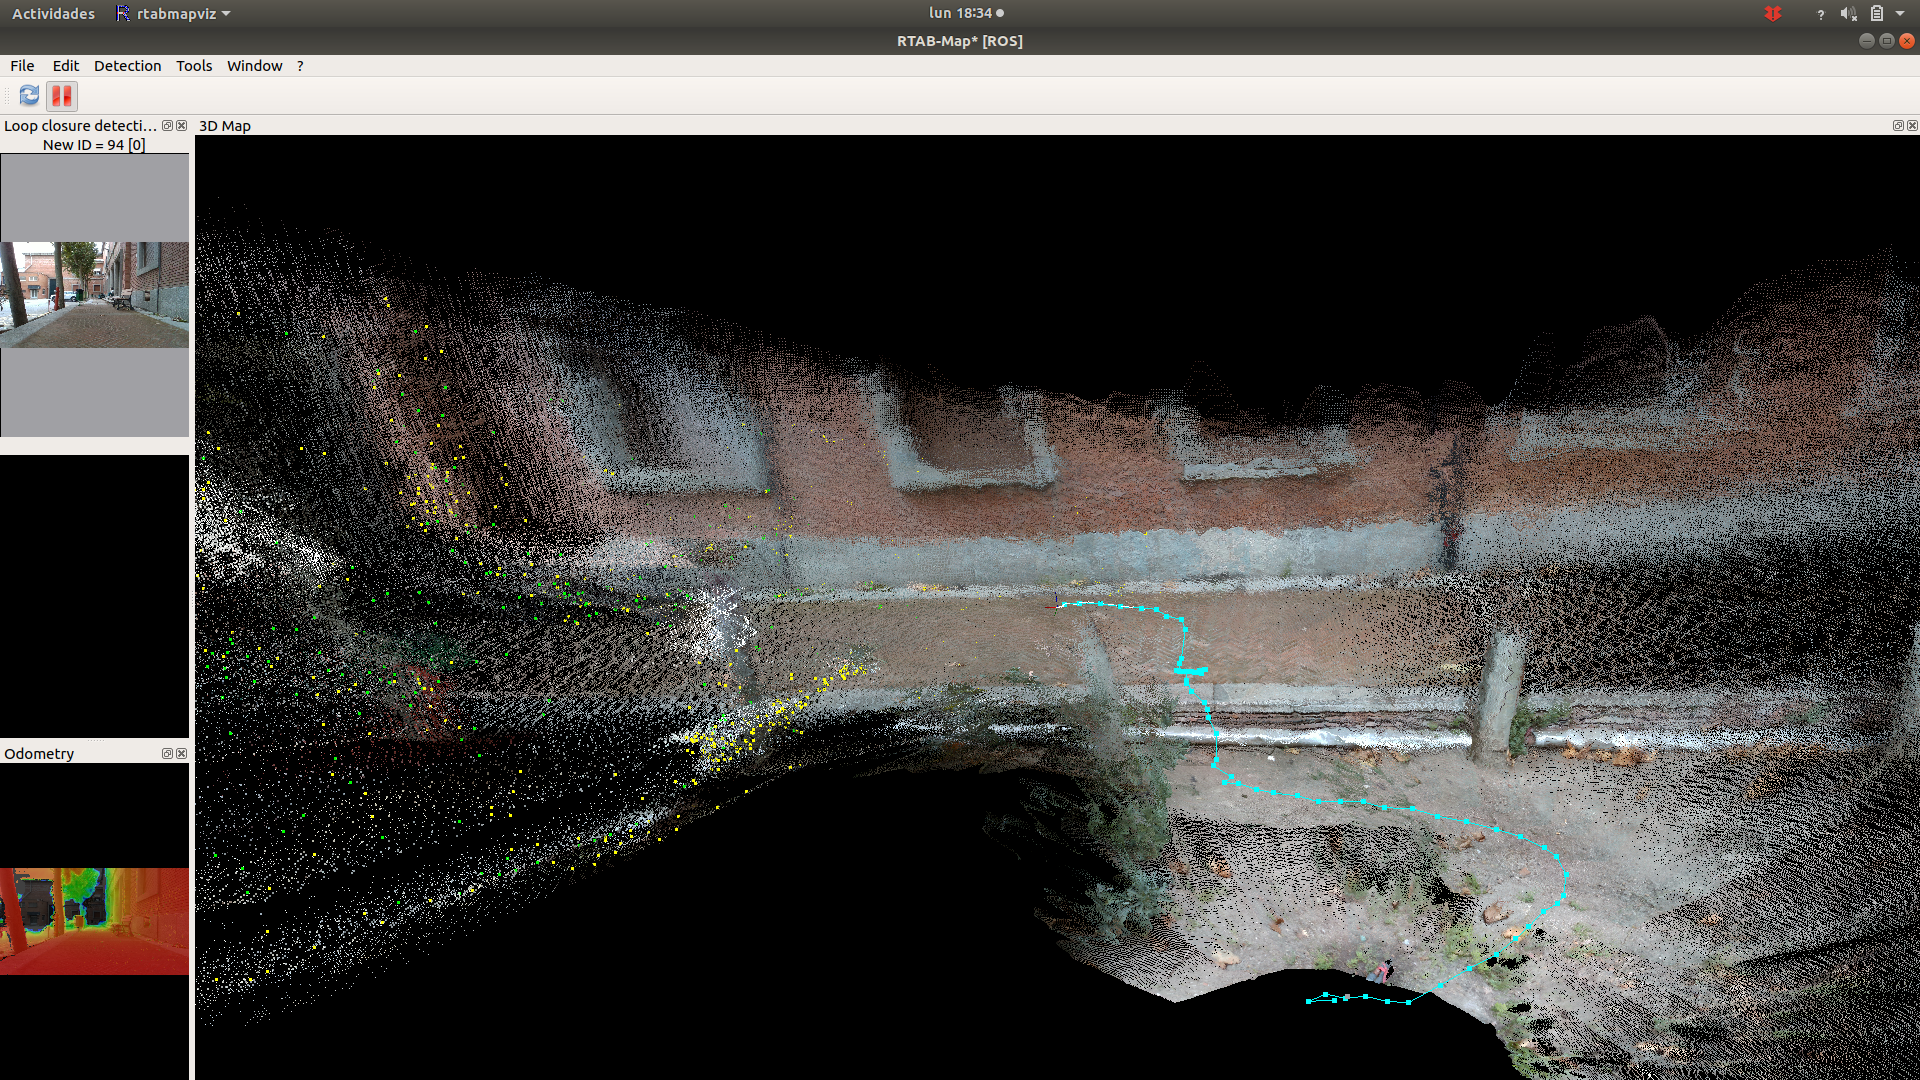 Actividades rtabmapviz lun 18:34
RTAB-Map* [ROS]
File Edit Detection Tools Window ?
Loop closure detecti...
New ID = 94 [0]
3D Map
Odometry